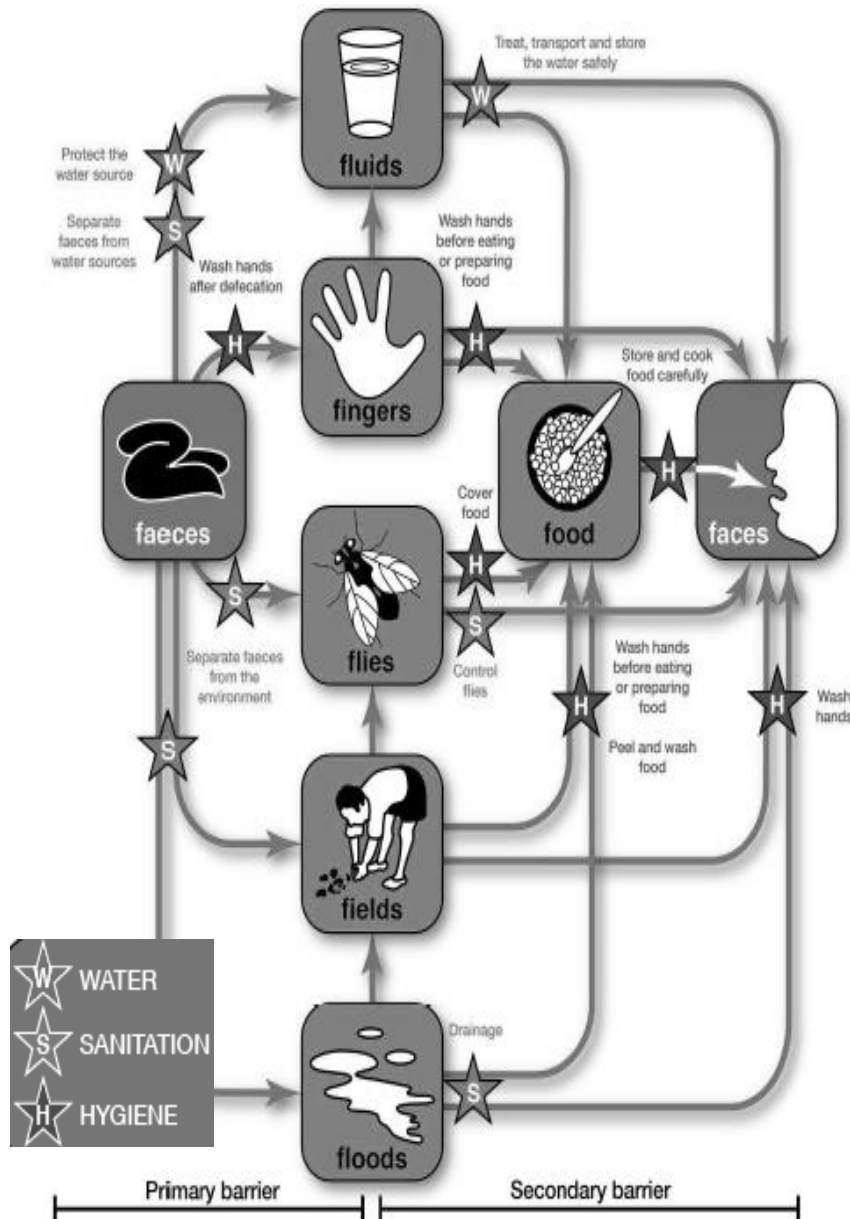 Treat, transport and store
the water safely
W
fluids
Protect the
water source
W
S
Separate
faeces from
water sources
Wash hands
after defecation
H
Wash hands
before eating
or preparing
food
H
fingers
Store and cook
food carefully
H
faeces
food
faces
Cover
food
H
S
flies
S
Control
flies
Separate faeces
from the
environment
Wash hands
before eating
or preparing
food
H
Peel and wash
food
H
Wash
hands
S
fields
W WATER
S SANITATION
H HYGIENE
Drainage
S
floods
Primary barrier
Secondary barrier